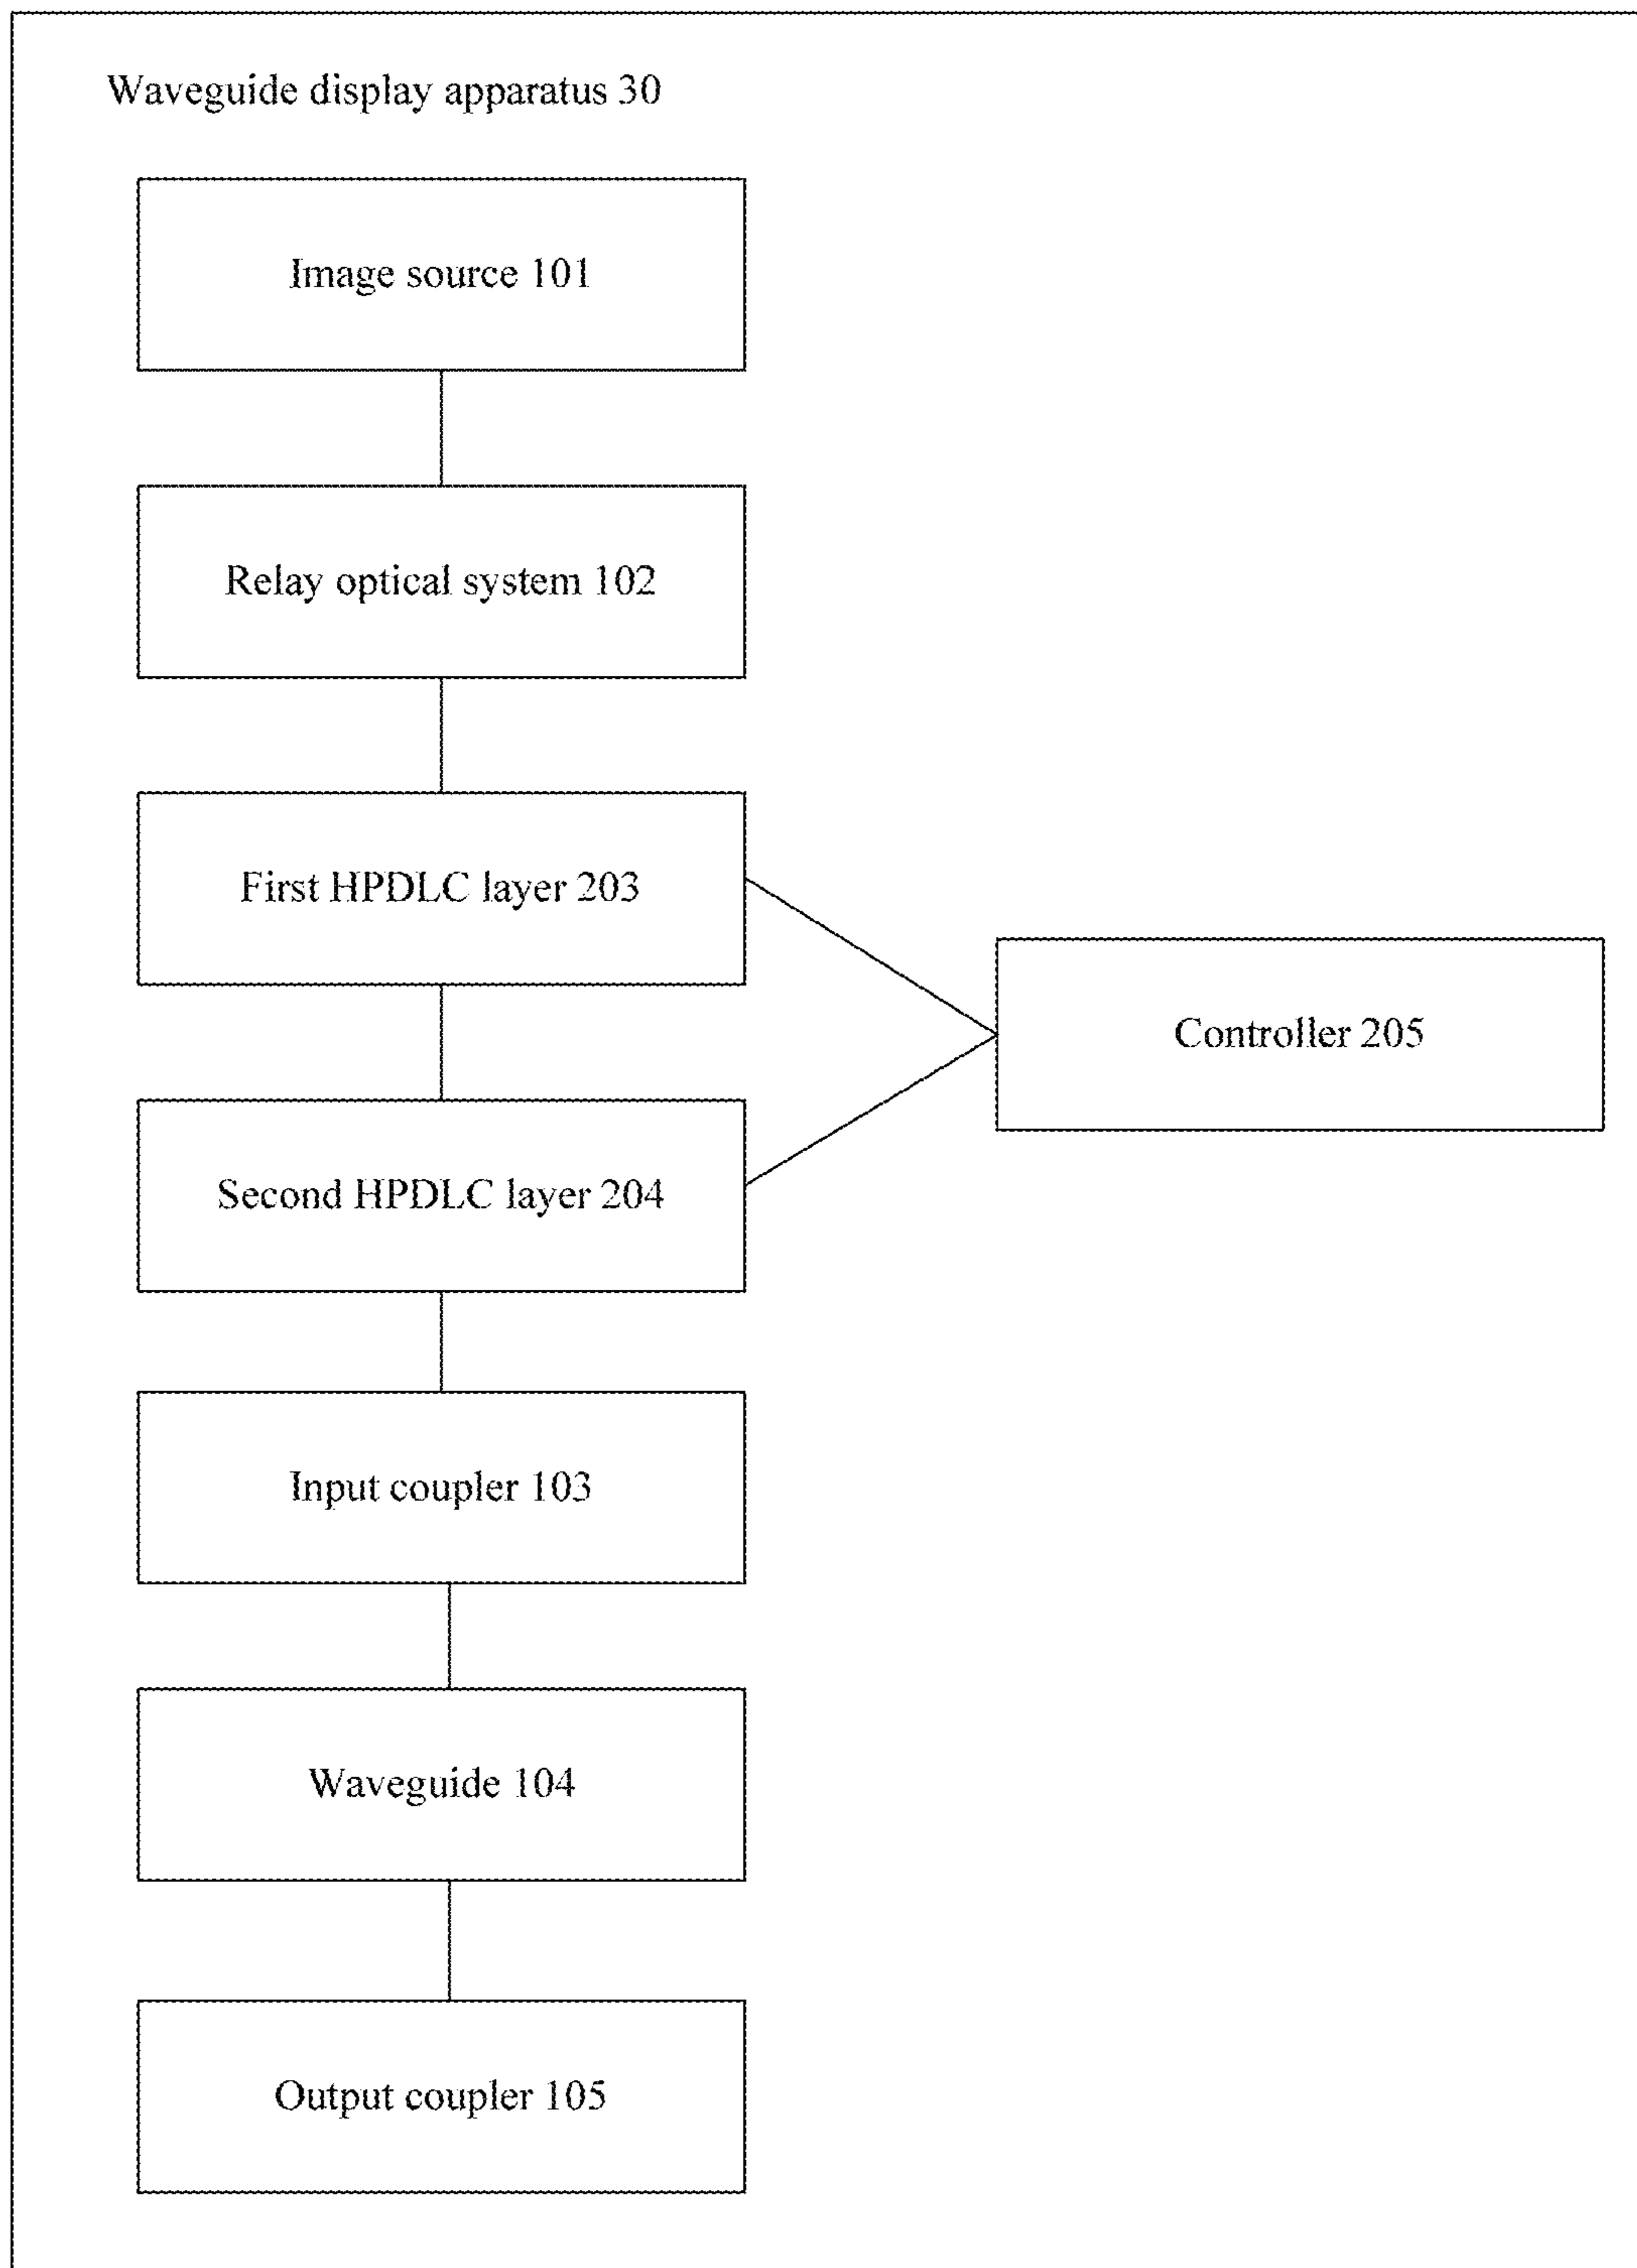 Waveguide display apparatus 30
Image source 101
Relay optical system 102
First HPDLC layer 203
Controller 205
Second HPDLC layer 204
Input coupler 103
Waveguide 104
Output coupler 105